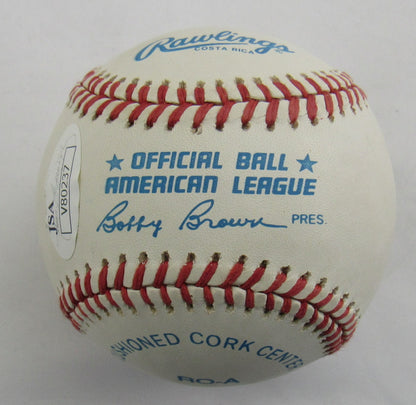 Rawlings
COSTA RICA
★ OFFICIAL BALL ★
AMERICAN LEAGUE
Bobby Brown PRES.
JSA
V80237
CUSHIONED CORK CENTER
RO-A